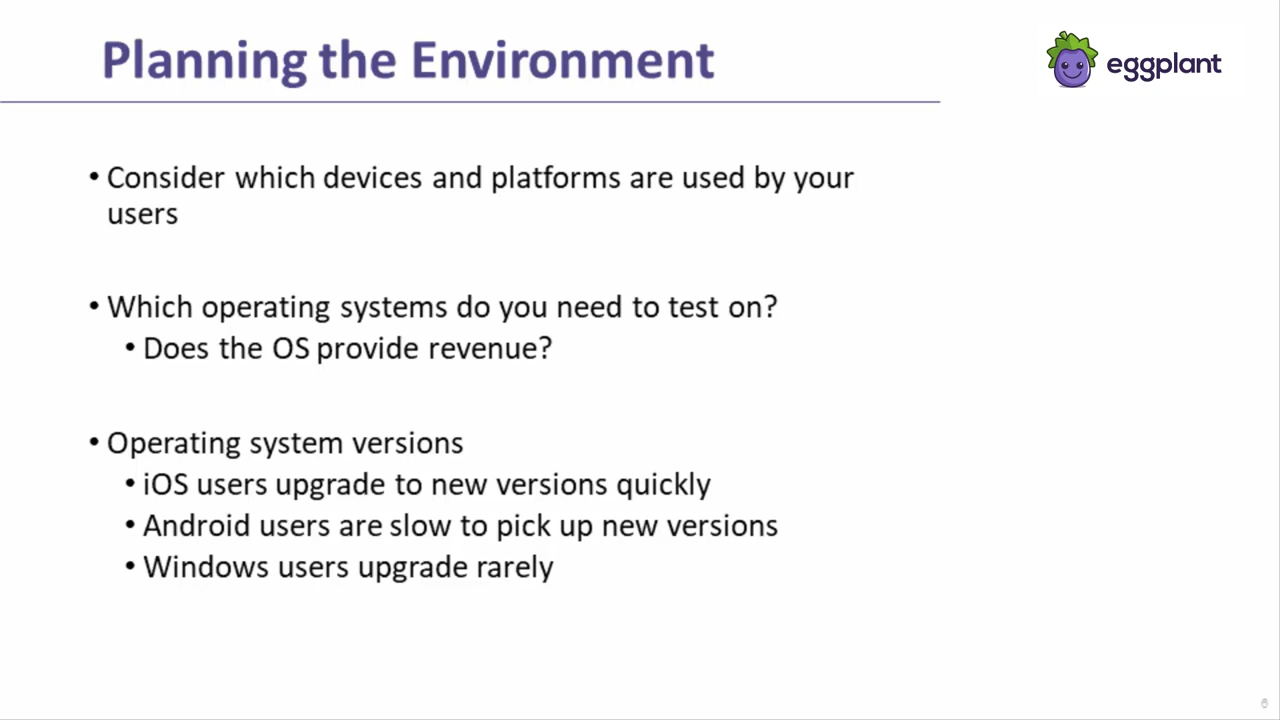 Planning the Environment
eggplant
• Consider which devices and platforms are used by your
users
• Which operating systems do you need to test on?
• Does the OS provide revenue?
• Operating system versions
• iOS users upgrade to new versions quickly
• Android users are slow to pick up new versions
• Windows users upgrade rarely